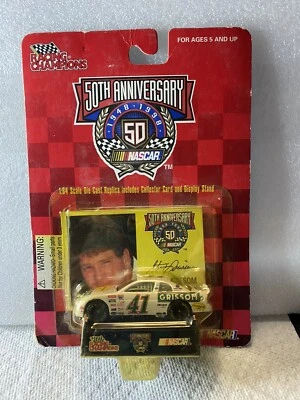 RACING
CHAMPIONS
FOR AGES 5 AND UP
50TH ANNIVERSARY
1948-1998
50
NASCAR
TM
1:64 Scale Die Cast Replica includes Collector Card and Display Stand
WARNING:
50TH ANNIVERSARY
50
NASCAR
41
GRISSOM
NASCAR